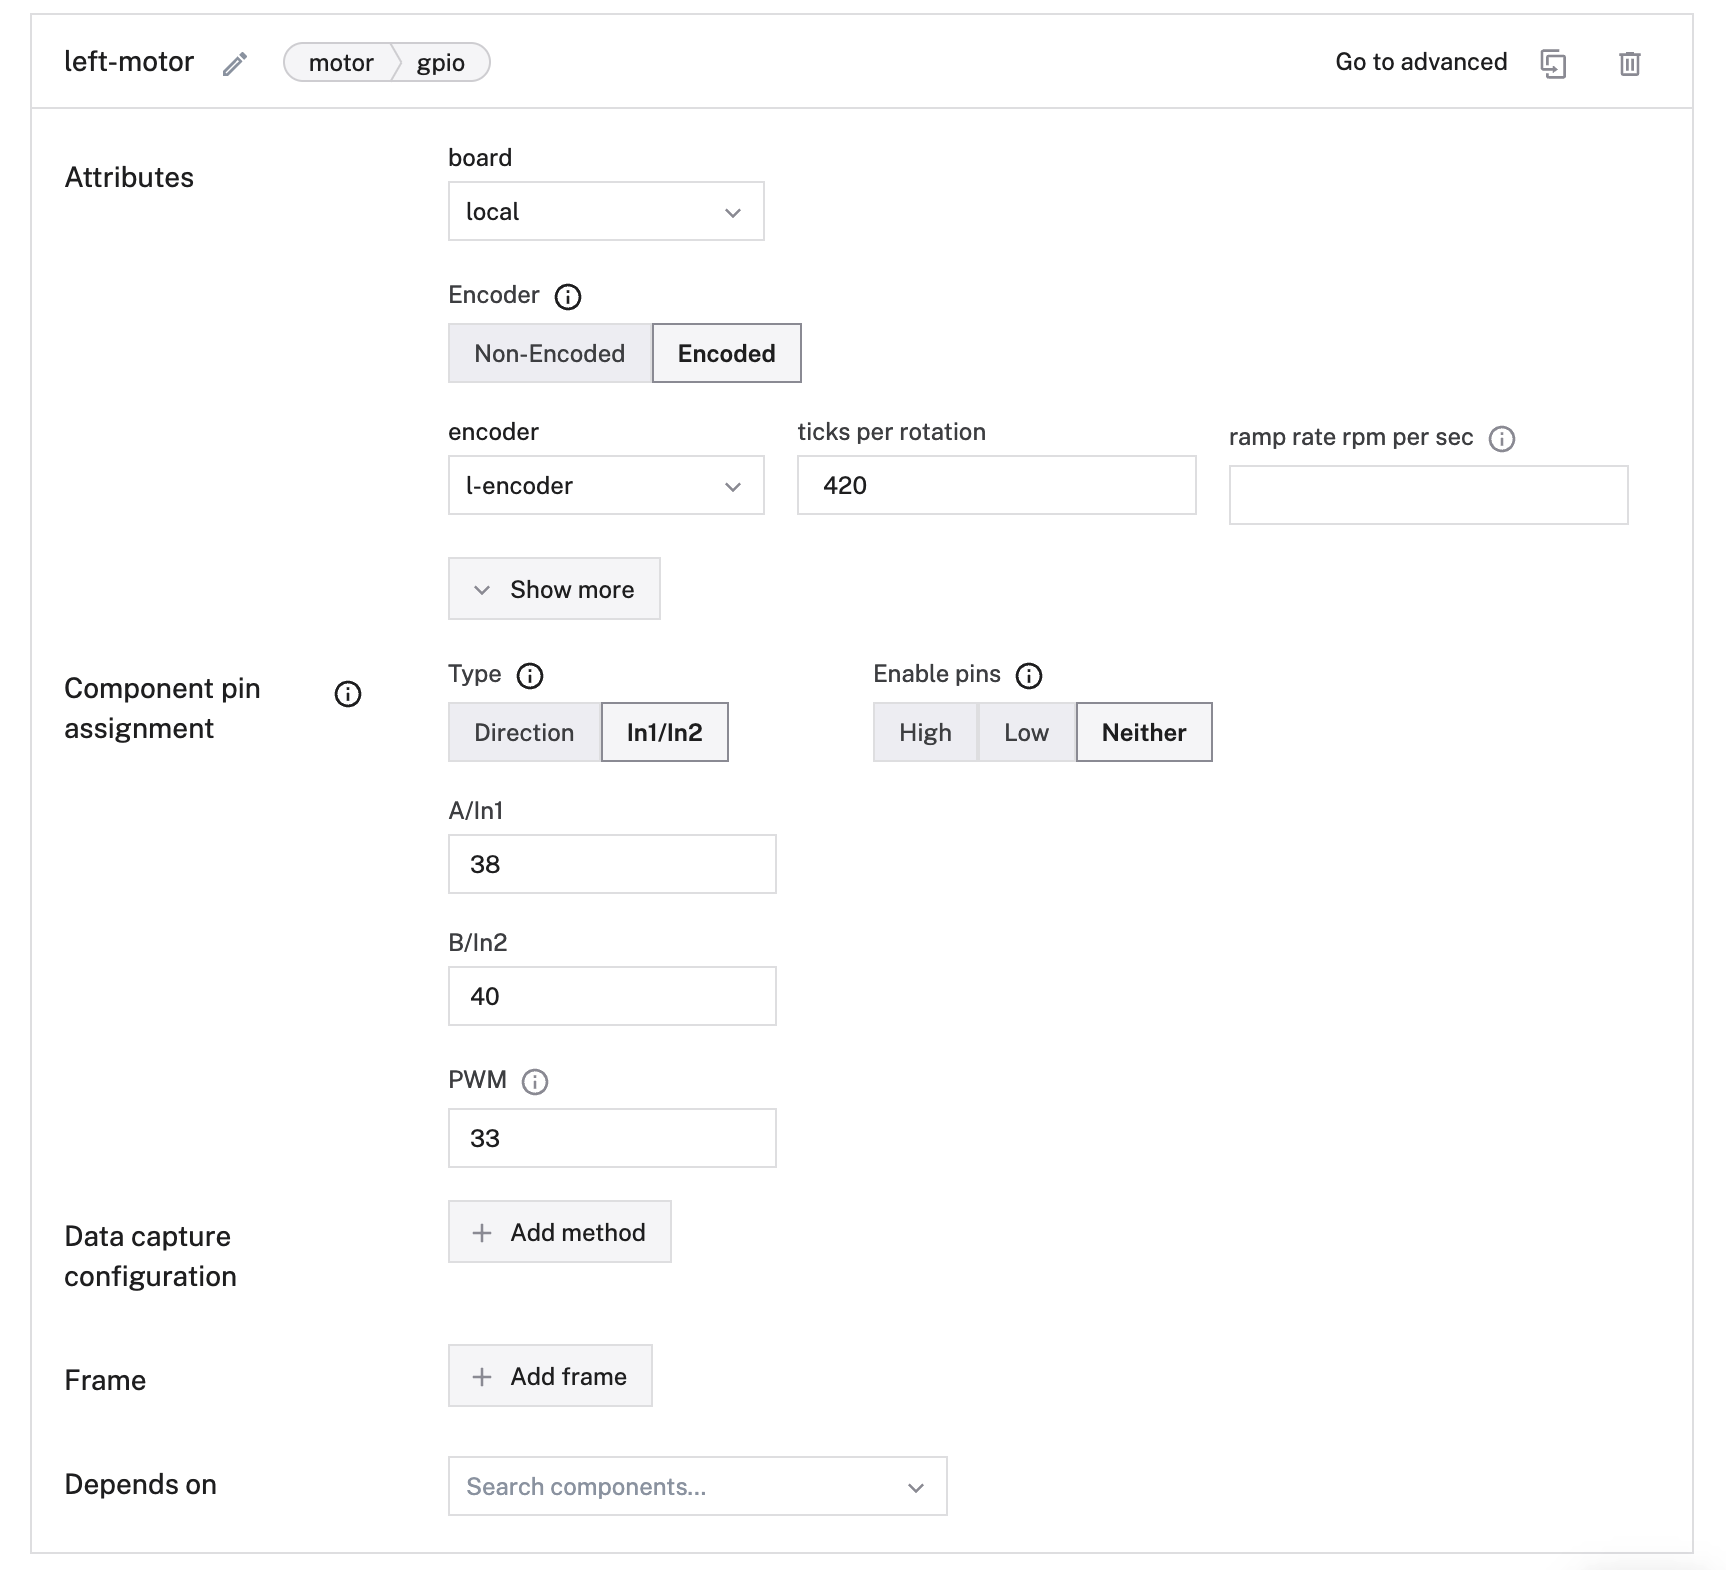 left-motor
motor gpio
Go to advanced
Attributes
board
local
Encoder
Non-Encoded Encoded
encoder ticks per rotation ramp rate rpm per sec
l-encoder 420
Show more
Component pin
assignment
Type Enable pins
Direction In1/In2 High Low Neither
A/In1
38
B/In2
40
PWM
33
Data capture
configuration
Add method
Frame
Add frame
Depends on
Search components...